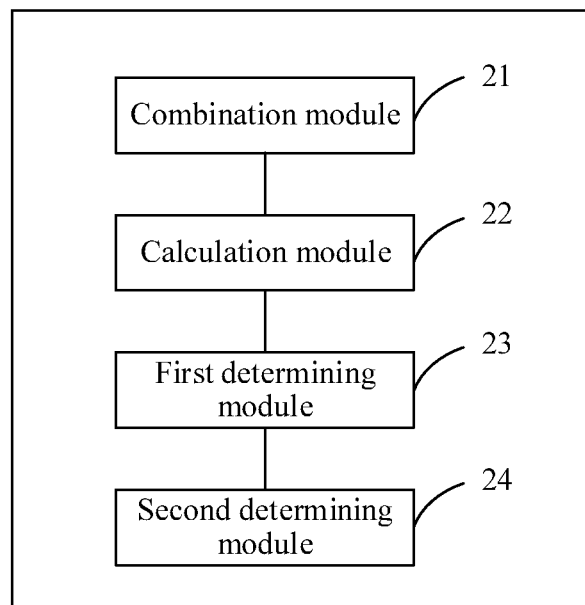 21
Combination module
22
Calculation module
23
First determining
module
24
Second determining
module